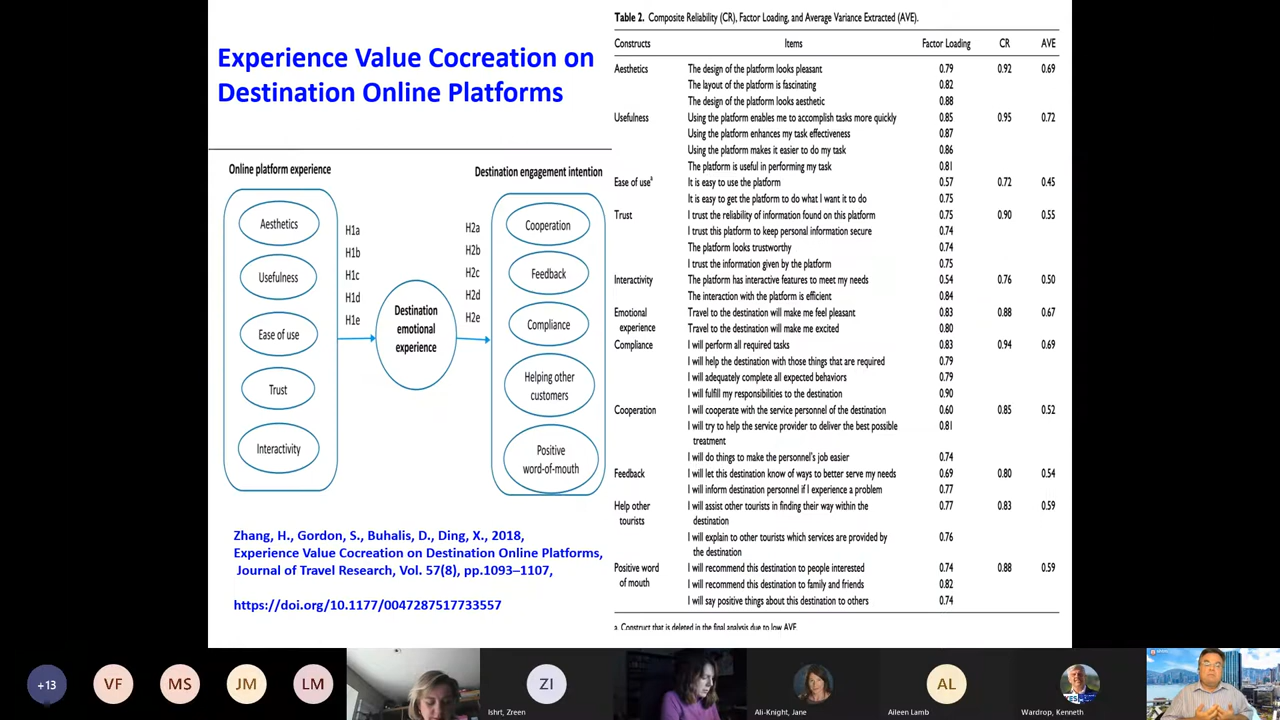 Experience Value Cocreation on
Destination Online Platforms
Online platform experience
Aesthetics
Usefulness
Ease of use
Trust
Interactivity
H1a
H1b
H1c
H1d
H1e
Destination
emotional
experience
H2a
H2b
H2c
H2d
H2e
Destination engagement intention
Cooperation
Feedback
Compliance
Helping other
customers
Positive
word-of-mouth
Zhang, H., Gordon, S., Buhalis, D., Ding, X., 2018,
Experience Value Cocreation on Destination Online Platforms,
Journal of Travel Research, Vol. 57(8), pp.1093–1107,
https://doi.org/10.1177/0047287517733557
Table 2. Composite Reliability (CR), Factor Loading, and Average Variance Extracted (AVE).
Constructs Items Factor Loading CR AVE
Aesthetics The design of the platform looks pleasant 0.79 0.92 0.69
The layout of the platform is fascinating 0.82
The design of the platform looks aesthetic 0.88
Usefulness Using the platform enables me to accomplish tasks more quickly 0.85 0.95 0.72
Using the platform enhances my task effectiveness 0.87
Using the platform makes it easier to do my task 0.86
The platform is useful in performing my task 0.81
Ease of useᵃ It is easy to use the platform 0.57 0.72 0.45
It is easy to get the platform to do what I want it to do 0.75
Trust I trust the reliability of information found on this platform 0.75 0.90 0.55
I trust this platform to keep personal information secure 0.74
The platform looks trustworthy 0.74
I trust the information given by the platform 0.75
Interactivity The platform has interactive features to meet my needs 0.54 0.76 0.50
The interaction with the platform is efficient 0.84
Emotional Travel to the destination will make me feel pleasant 0.83 0.88 0.67
experience Travel to the destination will make me excited 0.80
Compliance I will perform all required tasks 0.83 0.94 0.69
I will help the destination with those things that are required 0.79
I will adequately complete all expected behaviors 0.79
I will fulfill my responsibilities to the destination 0.90
Cooperation I will cooperate with the service personnel of the destination 0.60 0.85 0.52
I will try to help the service provider to deliver the best possible 0.81
treatment
I will do things to make the personnel's job easier 0.74
Feedback I will let this destination know of ways to better serve my needs 0.69 0.80 0.54
I will inform destination personnel if I experience a problem 0.77
Help other I will assist other tourists in finding their way within the 0.77 0.83 0.59
tourists destination
I will explain to other tourists which services are provided by 0.76
the destination
Positive word I will recommend this destination to people interested 0.74 0.88 0.59
of mouth I will recommend this destination to family and friends 0.82
I will say positive things about this destination to others 0.74
a. Construct that is deleted in the final analysis due to low AVE
+13
VF
MS
JM
LM
ZI
Ishrt, Zreen
Ali-Knight, Jane
AL
Aileen Lamb
Wardrop, Kenneth